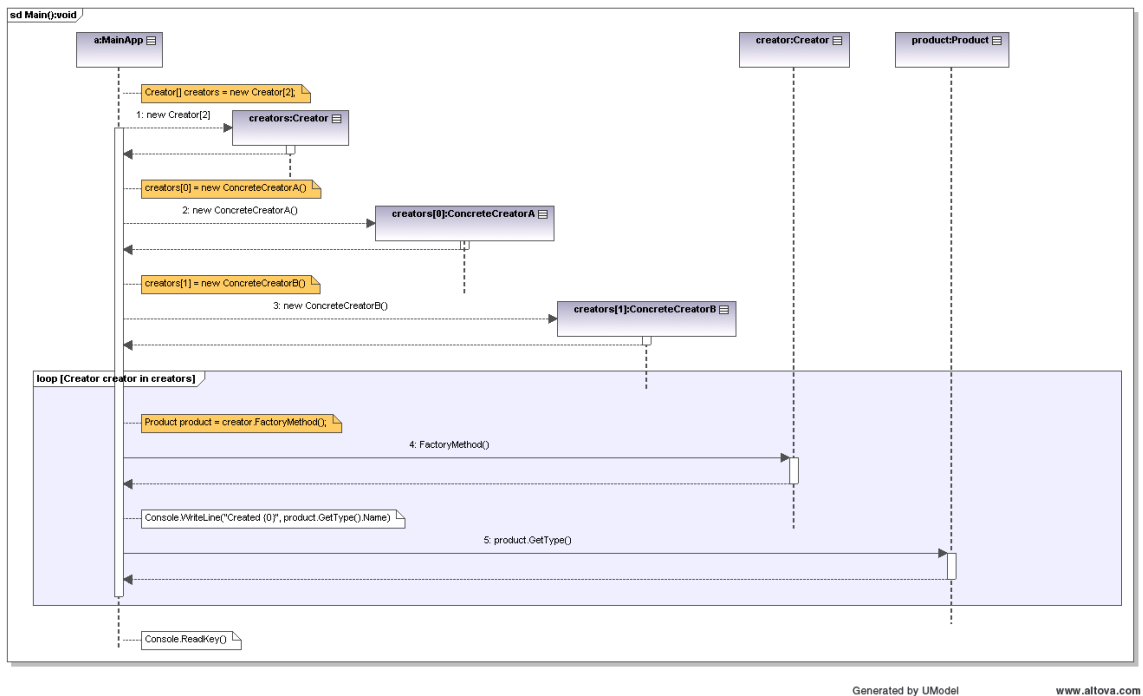 sd Main():void
a:MainApp
creator:Creator
product:Product
Creator[] creators = new Creator[2];
1: new Creator[2]
creators:Creator
creators[0] = new ConcreteCreatorA()
2: new ConcreteCreatorA()
creators[0]:ConcreteCreatorA
creators[1] = new ConcreteCreatorB()
3: new ConcreteCreatorB()
creators[1]:ConcreteCreatorB
loop [Creator creator in creators]
Product product = creator.FactoryMethod();
4: FactoryMethod()
Console.WriteLine("Created {0}", product.GetType().Name)
5: product.GetType()
Console.ReadKey()
Generated by UModel
www.altova.com